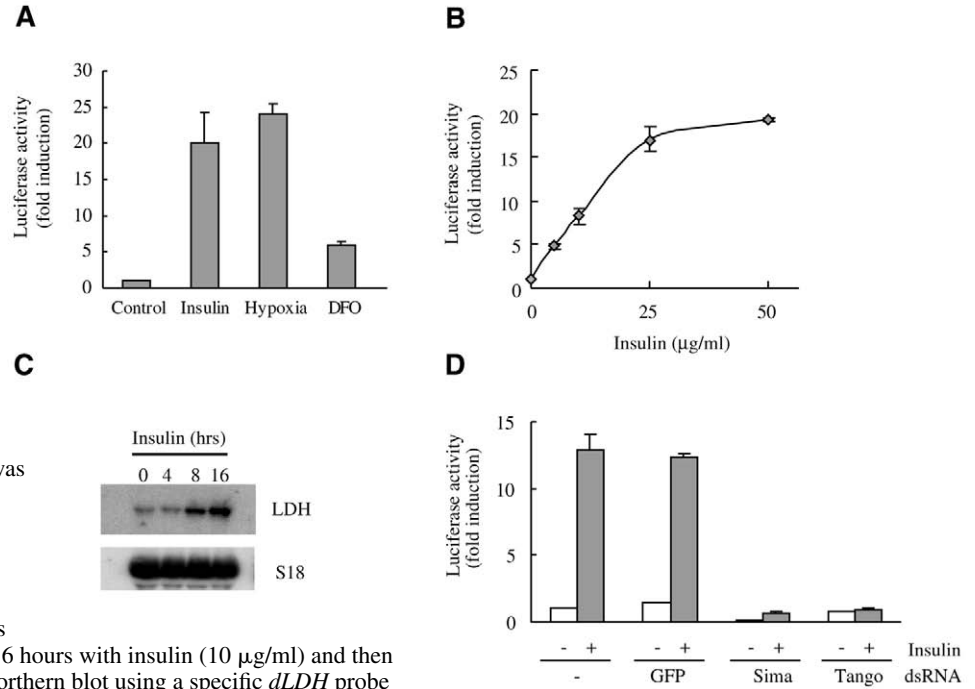 A
Luciferase activity
(fold induction)
30
25
20
15
10
5
0
Control Insulin Hypoxia DFO
B
Luciferase activity
(fold induction)
25
20
15
10
5
0
0 25 50
Insulin (μg/ml)
C
Insulin (hrs)
0 4 8 16
LDH
S18
was
s
6 hours with insulin (10 μg/ml) and then
orthern blot using a specific dLDH probe
D
Luciferase activity
(fold induction)
15
10
5
0
- + - + - + - + Insulin
- GFP Sima Tango dsRNA